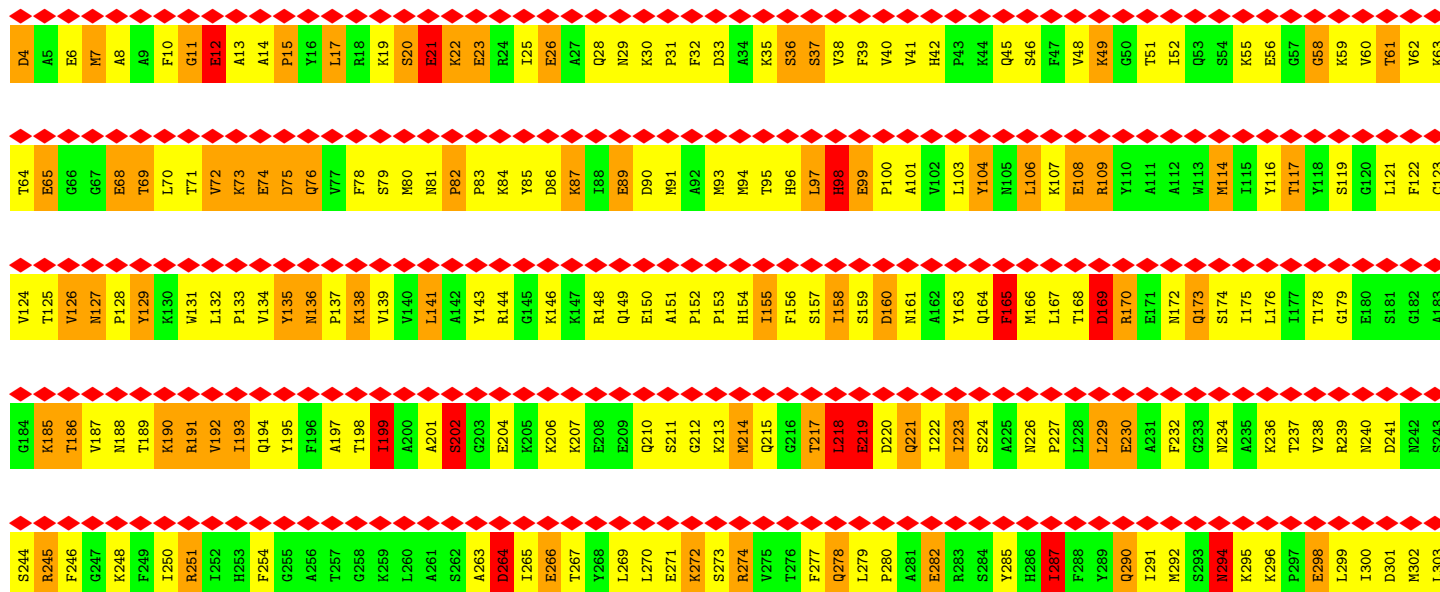 D4 A5 E6 M7 A8 A9 F10 G11 E12 A13 A14 P15 Y16 L17 R18 K19 S20 E21 K22 E23 R24 I25 E26 A27 Q28 N29 K30 P31 F32 D33 A34 K35 S36 S37 V38 F39 V40 V41 H42 P43 K44 Q45 S46 F47 V48 K49 G50 T51 I52 Q53 S54 K55 E56 G57 G58 K59 V60 T61 V62 K63
T64 E65 G66 G67 E68 T69 L70 T71 V72 K73 E74 D75 Q76 V77 F78 S79 M80 N81 P82 P83 K84 Y85 D86 K87 I88 E89 D90 M91 A92 M93 M94 T95 H96 L97 H98 E99 P100 A101 V102 L103 Y104 N105 L106 K107 E108 R109 Y110 A111 A112 W113 M114 I115 Y116 T117 Y118 S119 G120 L121 F122 C123
V124 T125 V126 N127 P128 Y129 K130 W131 L132 P133 V134 Y135 N136 P137 K138 V139 V140 L141 A142 Y143 R144 G145 K146 K147 R148 Q149 E150 A151 P152 P153 H154 I155 F156 S157 I158 S159 D160 N161 A162 Y163 Q164 F165 M166 L167 T168 D169 R170 E171 N172 Q173 S174 I175 L176 I177 T178 G179 E180 S181 G182 A183
G184 K185 T186 V187 N188 T189 K190 R191 V192 I193 Q194 Y195 F196 A197 T198 I199 A200 A201 S202 G203 E204 K205 K206 K207 E208 E209 Q210 S211 G212 K213 M214 Q215 G216 T217 L218 E219 D220 Q221 I222 I223 S224 A225 N226 P227 L228 L229 E230 A231 F232 G233 N234 A235 K236 T237 V238 R239 N240 D241 N242 S243
S244 R245 F246 G247 K248 F249 I250 R251 I252 H253 F254 G255 A256 T257 G258 K259 L260 A261 S262 A263 D264 I265 E266 T267 Y268 L269 L270 E271 K272 S273 R274 V275 T276 F277 Q278 L279 P280 A281 E282 R283 S284 Y285 H286 I287 F288 Y289 Q290 I291 M292 S293 N294 K295 K296 P297 E298 L299 I300 D301 M302 L303